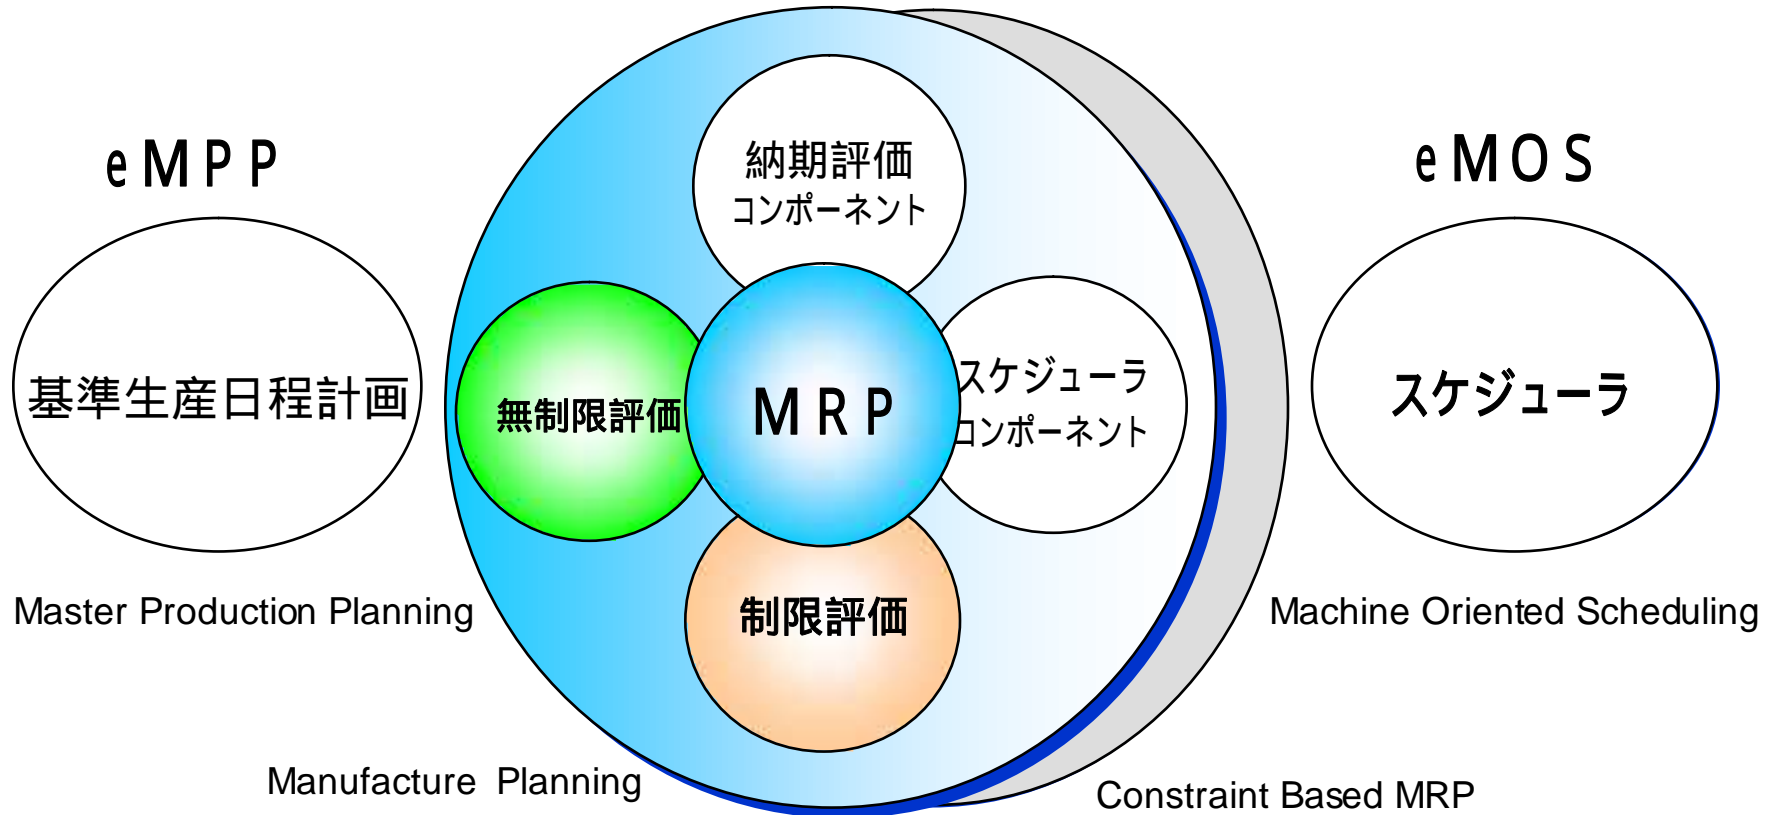 eMPP
基準生産日程計画
Master Production Planning
納期評価
コンポーネント
無制限評価
MRP
スケジューラ
コンポーネント
制限評価
Manufacture Planning
Constraint Based MRP
eMOS
スケジューラ
Machine Oriented Scheduling